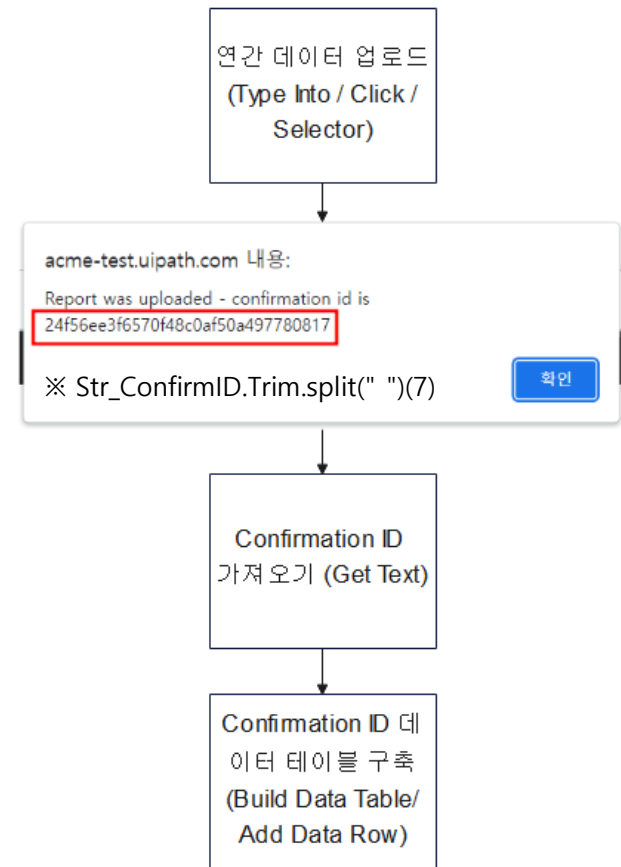 연간 데이터 업로드
(Type Into / Click /
Selector)
acme-test.uipath.com 내용:
Report was uploaded - confirmation id is
24f56ee3f6570f48c0af50a497780817
※ Str_ConfirmID.Trim.split(" ")(7)
확인
Confirmation ID
가져오기 (Get Text)
Confirmation ID 데
이터 테이블 구축
(Build Data Table/
Add Data Row)